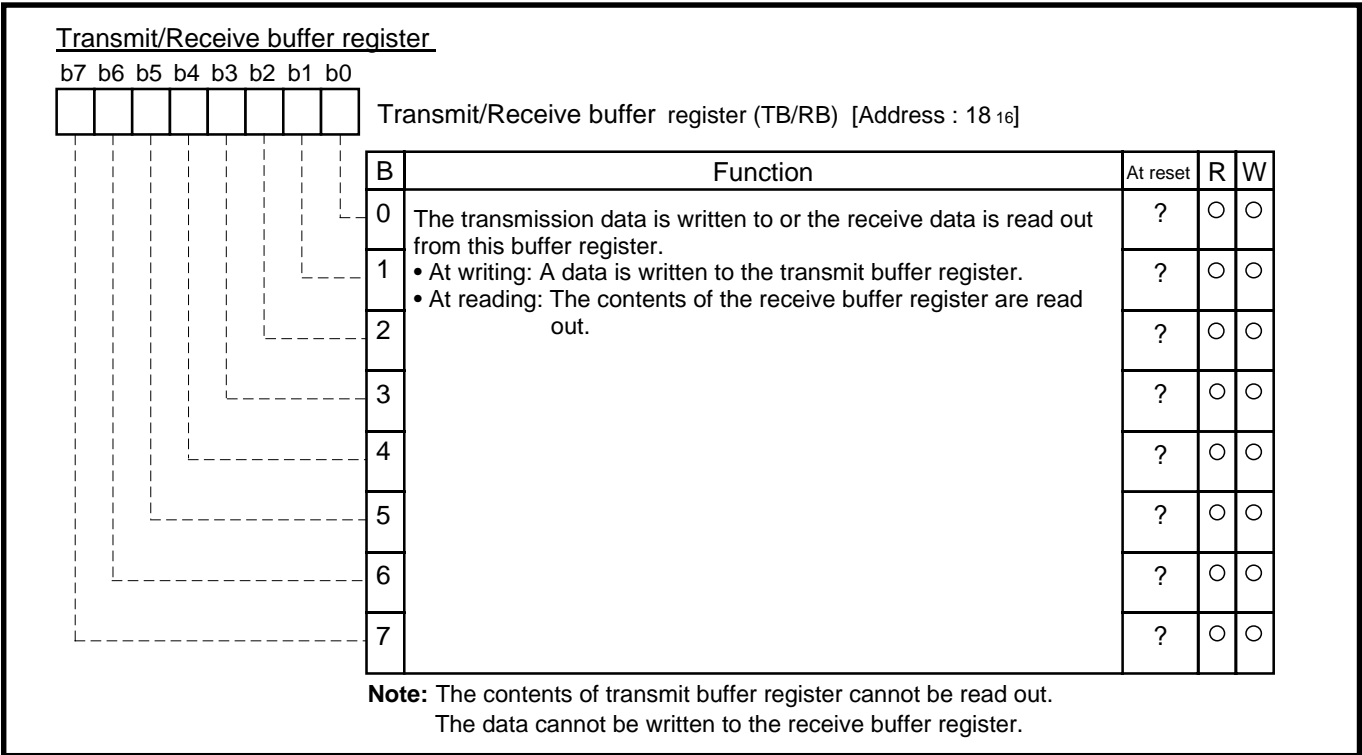 Transmit/Receive buffer register
b7 b6 b5 b4 b3 b2 b1 b0
Transmit/Receive buffer register (TB/RB) [Address : 18 16]
B Function At reset R W
0 ? ○ ○
The transmission data is written to or the receive data is read out
from this buffer register.
1 ? ○ ○
• At writing: A data is written to the transmit buffer register.
• At reading: The contents of the receive buffer register are read
out.
2 ? ○ ○
3 ? ○ ○
4 ? ○ ○
5 ? ○ ○
6 ? ○ ○
7 ? ○ ○
Note: The contents of transmit buffer register cannot be read out.
The data cannot be written to the receive buffer register.